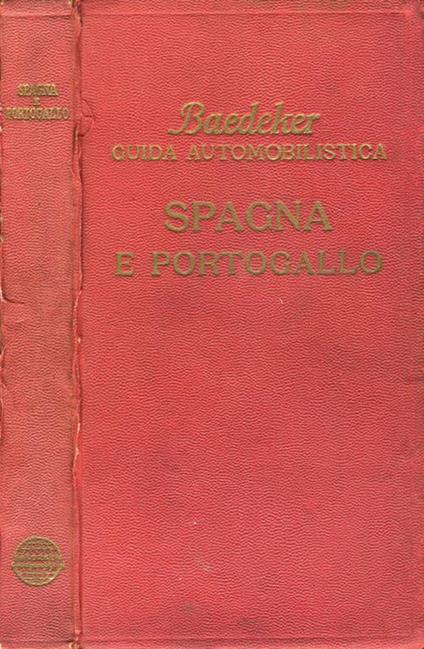 SPAGNA
E
PORTOGALLO
Baedeker
GUIDA AUTOMOBILISTICA
SPAGNA
E PORTOGALLO